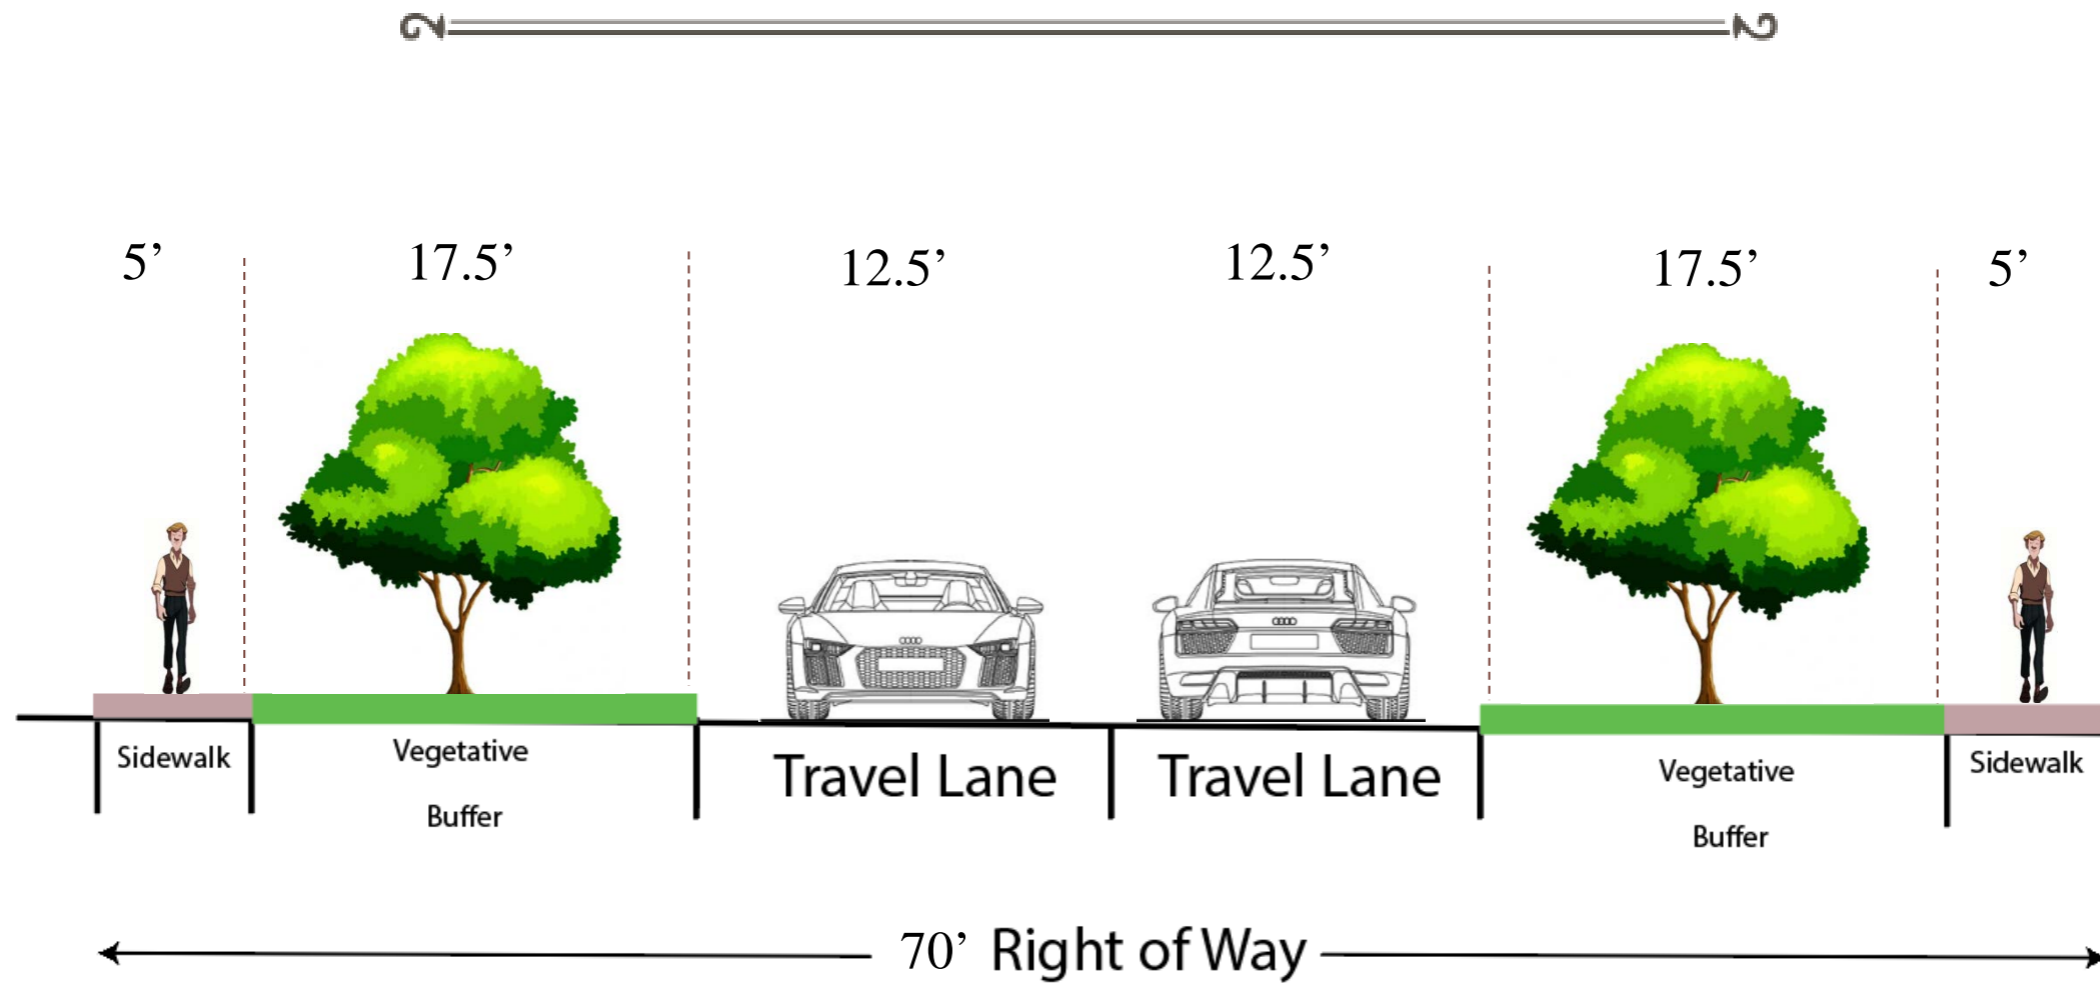 5’ 17.5’ 12.5’ 12.5’ 17.5’ 5’
Sidewalk
Vegetative
Buffer
Travel Lane
Travel Lane
Vegetative
Buffer
Sidewalk
70’ Right of Way